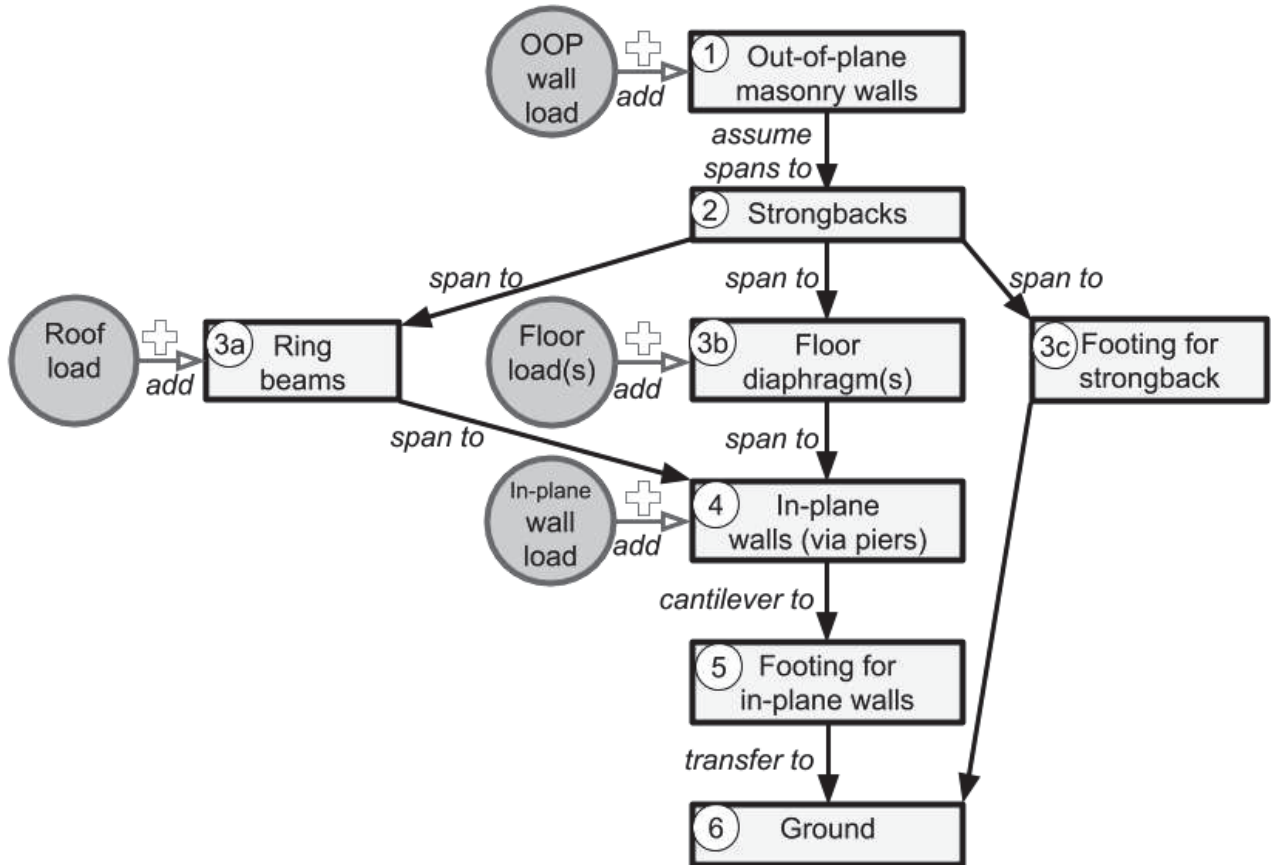 OOP
wall
load
add
1
Out-of-plane
masonry walls
assume
spans to
2
Strongbacks
span to
span to
span to
Roof
load
add
3a
Ring
beams
Floor
load(s)
add
3b
Floor
diaphragm(s)
3c
Footing for
strongback
span to
span to
In-plane
wall
load
add
4
In-plane
walls (via piers)
cantilever to
5
Footing for
in-plane walls
transfer to
6
Ground